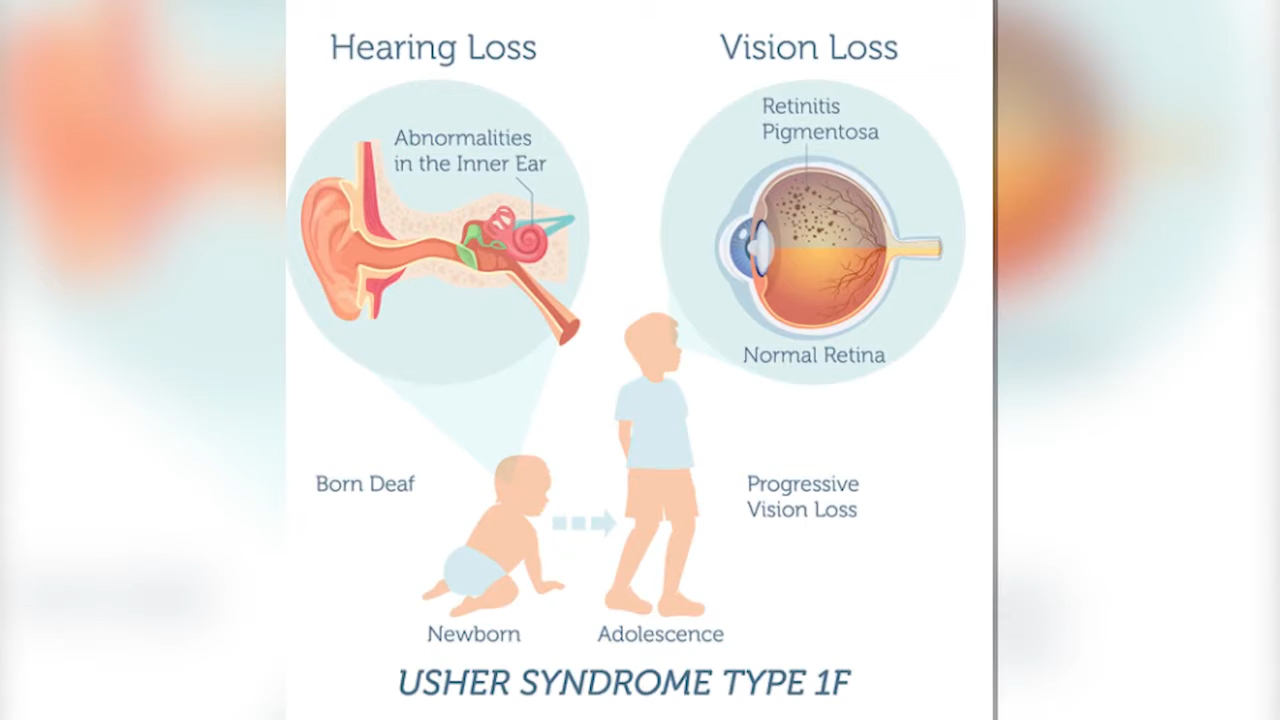 Hearing Loss
Vision Loss
Abnormalities
in the Inner Ear
Retinitis
Pigmentosa
Normal Retina
Born Deaf
Progressive
Vision Loss
Newborn
Adolescence
USHER SYNDROME TYPE 1F